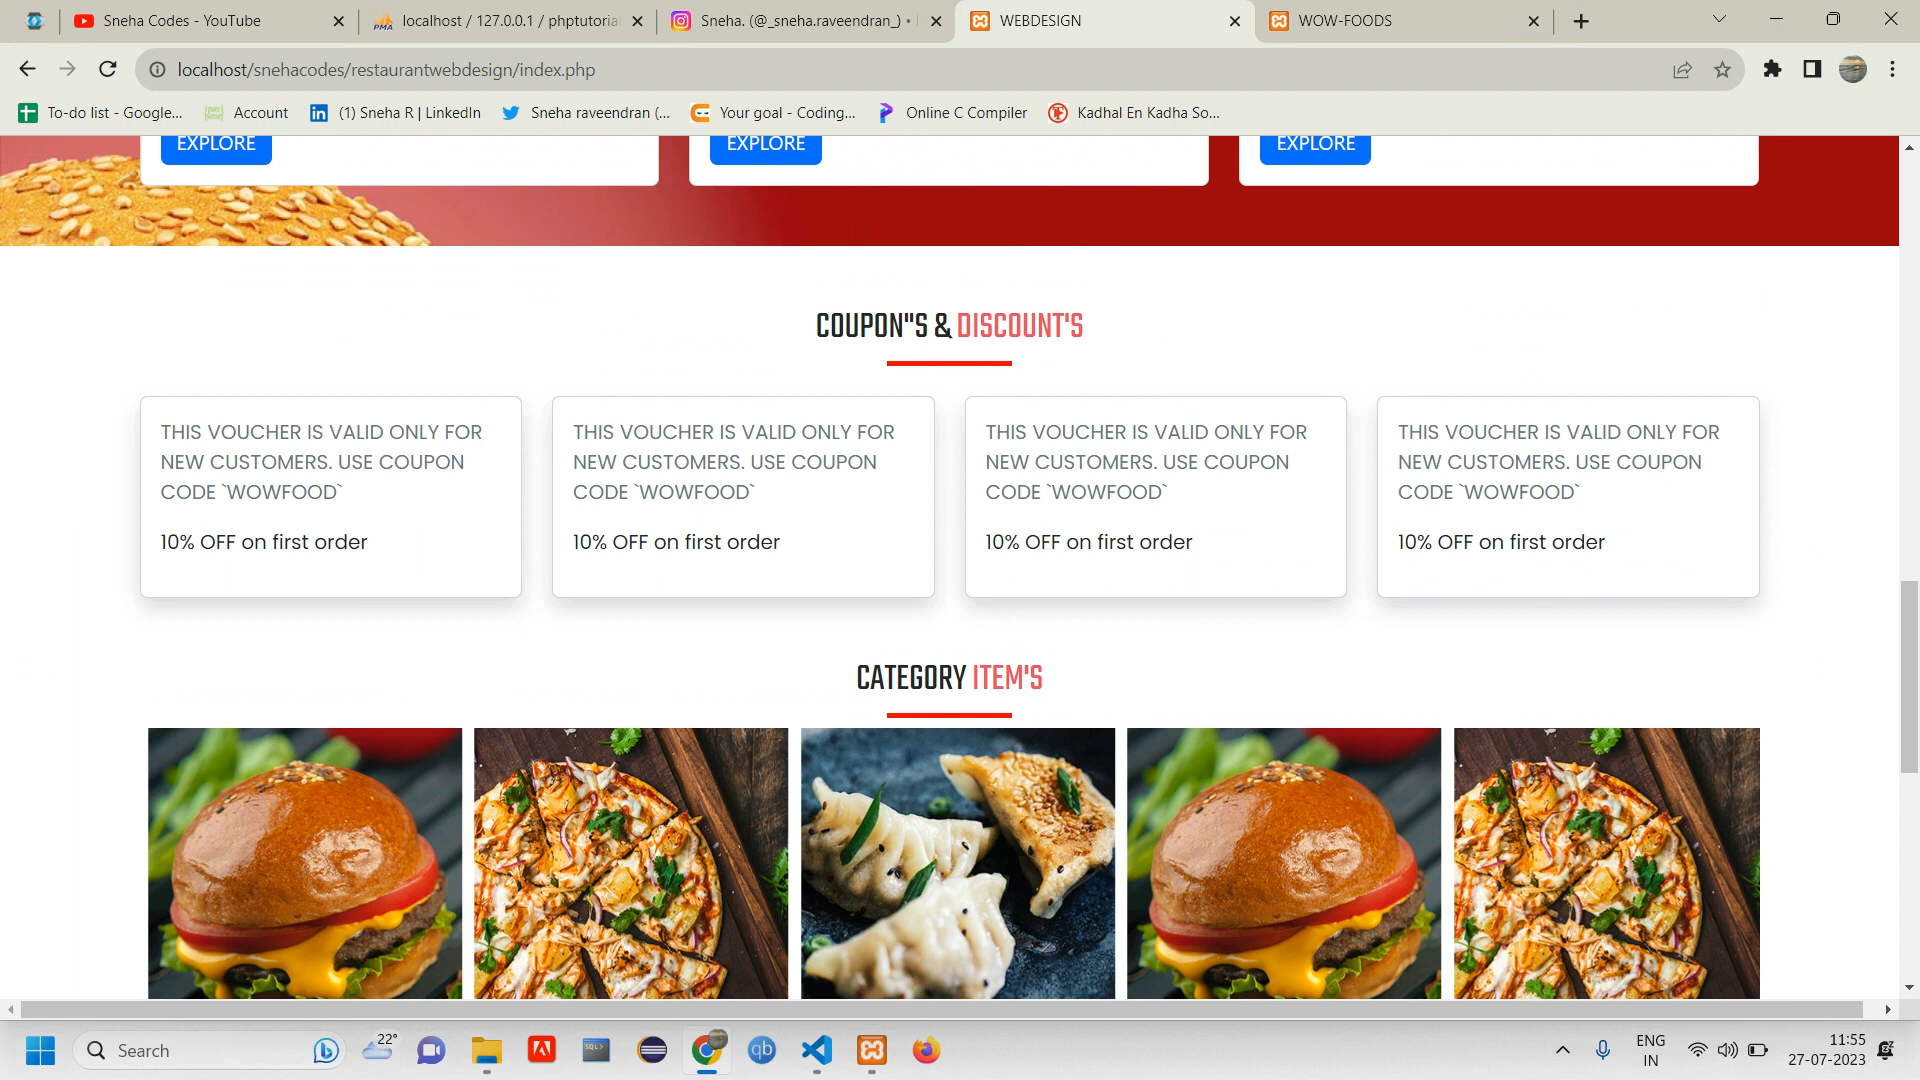 Sneha Codes - YouTube
localhost / 127.0.0.1 / phptutorial
Sneha. (@_sneha.raveendran_) •
WEBDESIGN
WOW-FOODS
localhost/snehacodes/restaurantwebdesign/index.php
To-do list - Google...
Account
(1) Sneha R | LinkedIn
Sneha raveendran (...
Your goal - Coding...
Online C Compiler
Kadhal En Kadha So...
EXPLORE
EXPLORE
EXPLORE
COUPON"S & DISCOUNT'S
THIS VOUCHER IS VALID ONLY FOR
NEW CUSTOMERS. USE COUPON
CODE `WOWFOOD`
10% OFF on first order
THIS VOUCHER IS VALID ONLY FOR
NEW CUSTOMERS. USE COUPON
CODE `WOWFOOD`
10% OFF on first order
THIS VOUCHER IS VALID ONLY FOR
NEW CUSTOMERS. USE COUPON
CODE `WOWFOOD`
10% OFF on first order
THIS VOUCHER IS VALID ONLY FOR
NEW CUSTOMERS. USE COUPON
CODE `WOWFOOD`
10% OFF on first order
CATEGORY ITEM'S
Search
22°
ENG
IN
11:55
27-07-2023